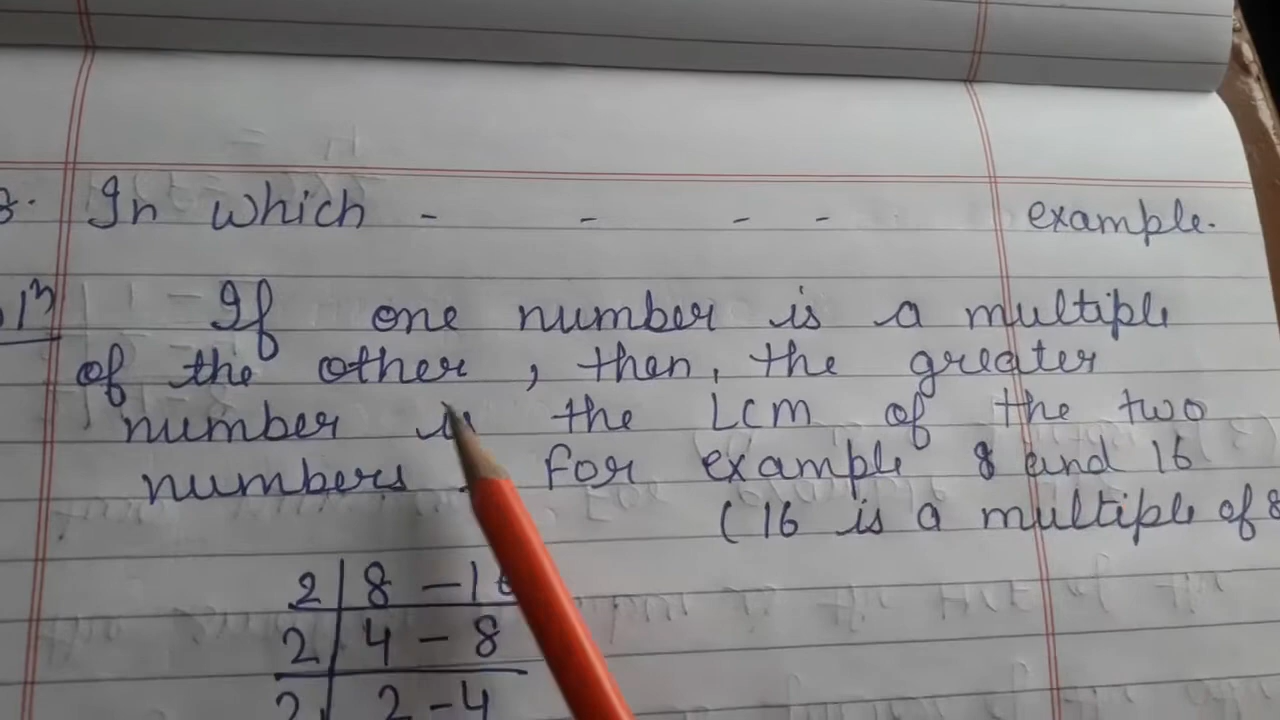 3. In which - - - - example.
If one number is a multiple
of the other, then, the greater
number is the LCM of the two
numbers. For example 8 and 16
(16 is a multiple of 8
2 | 8 - 16
2 | 4 - 8
2 | 2 - 4